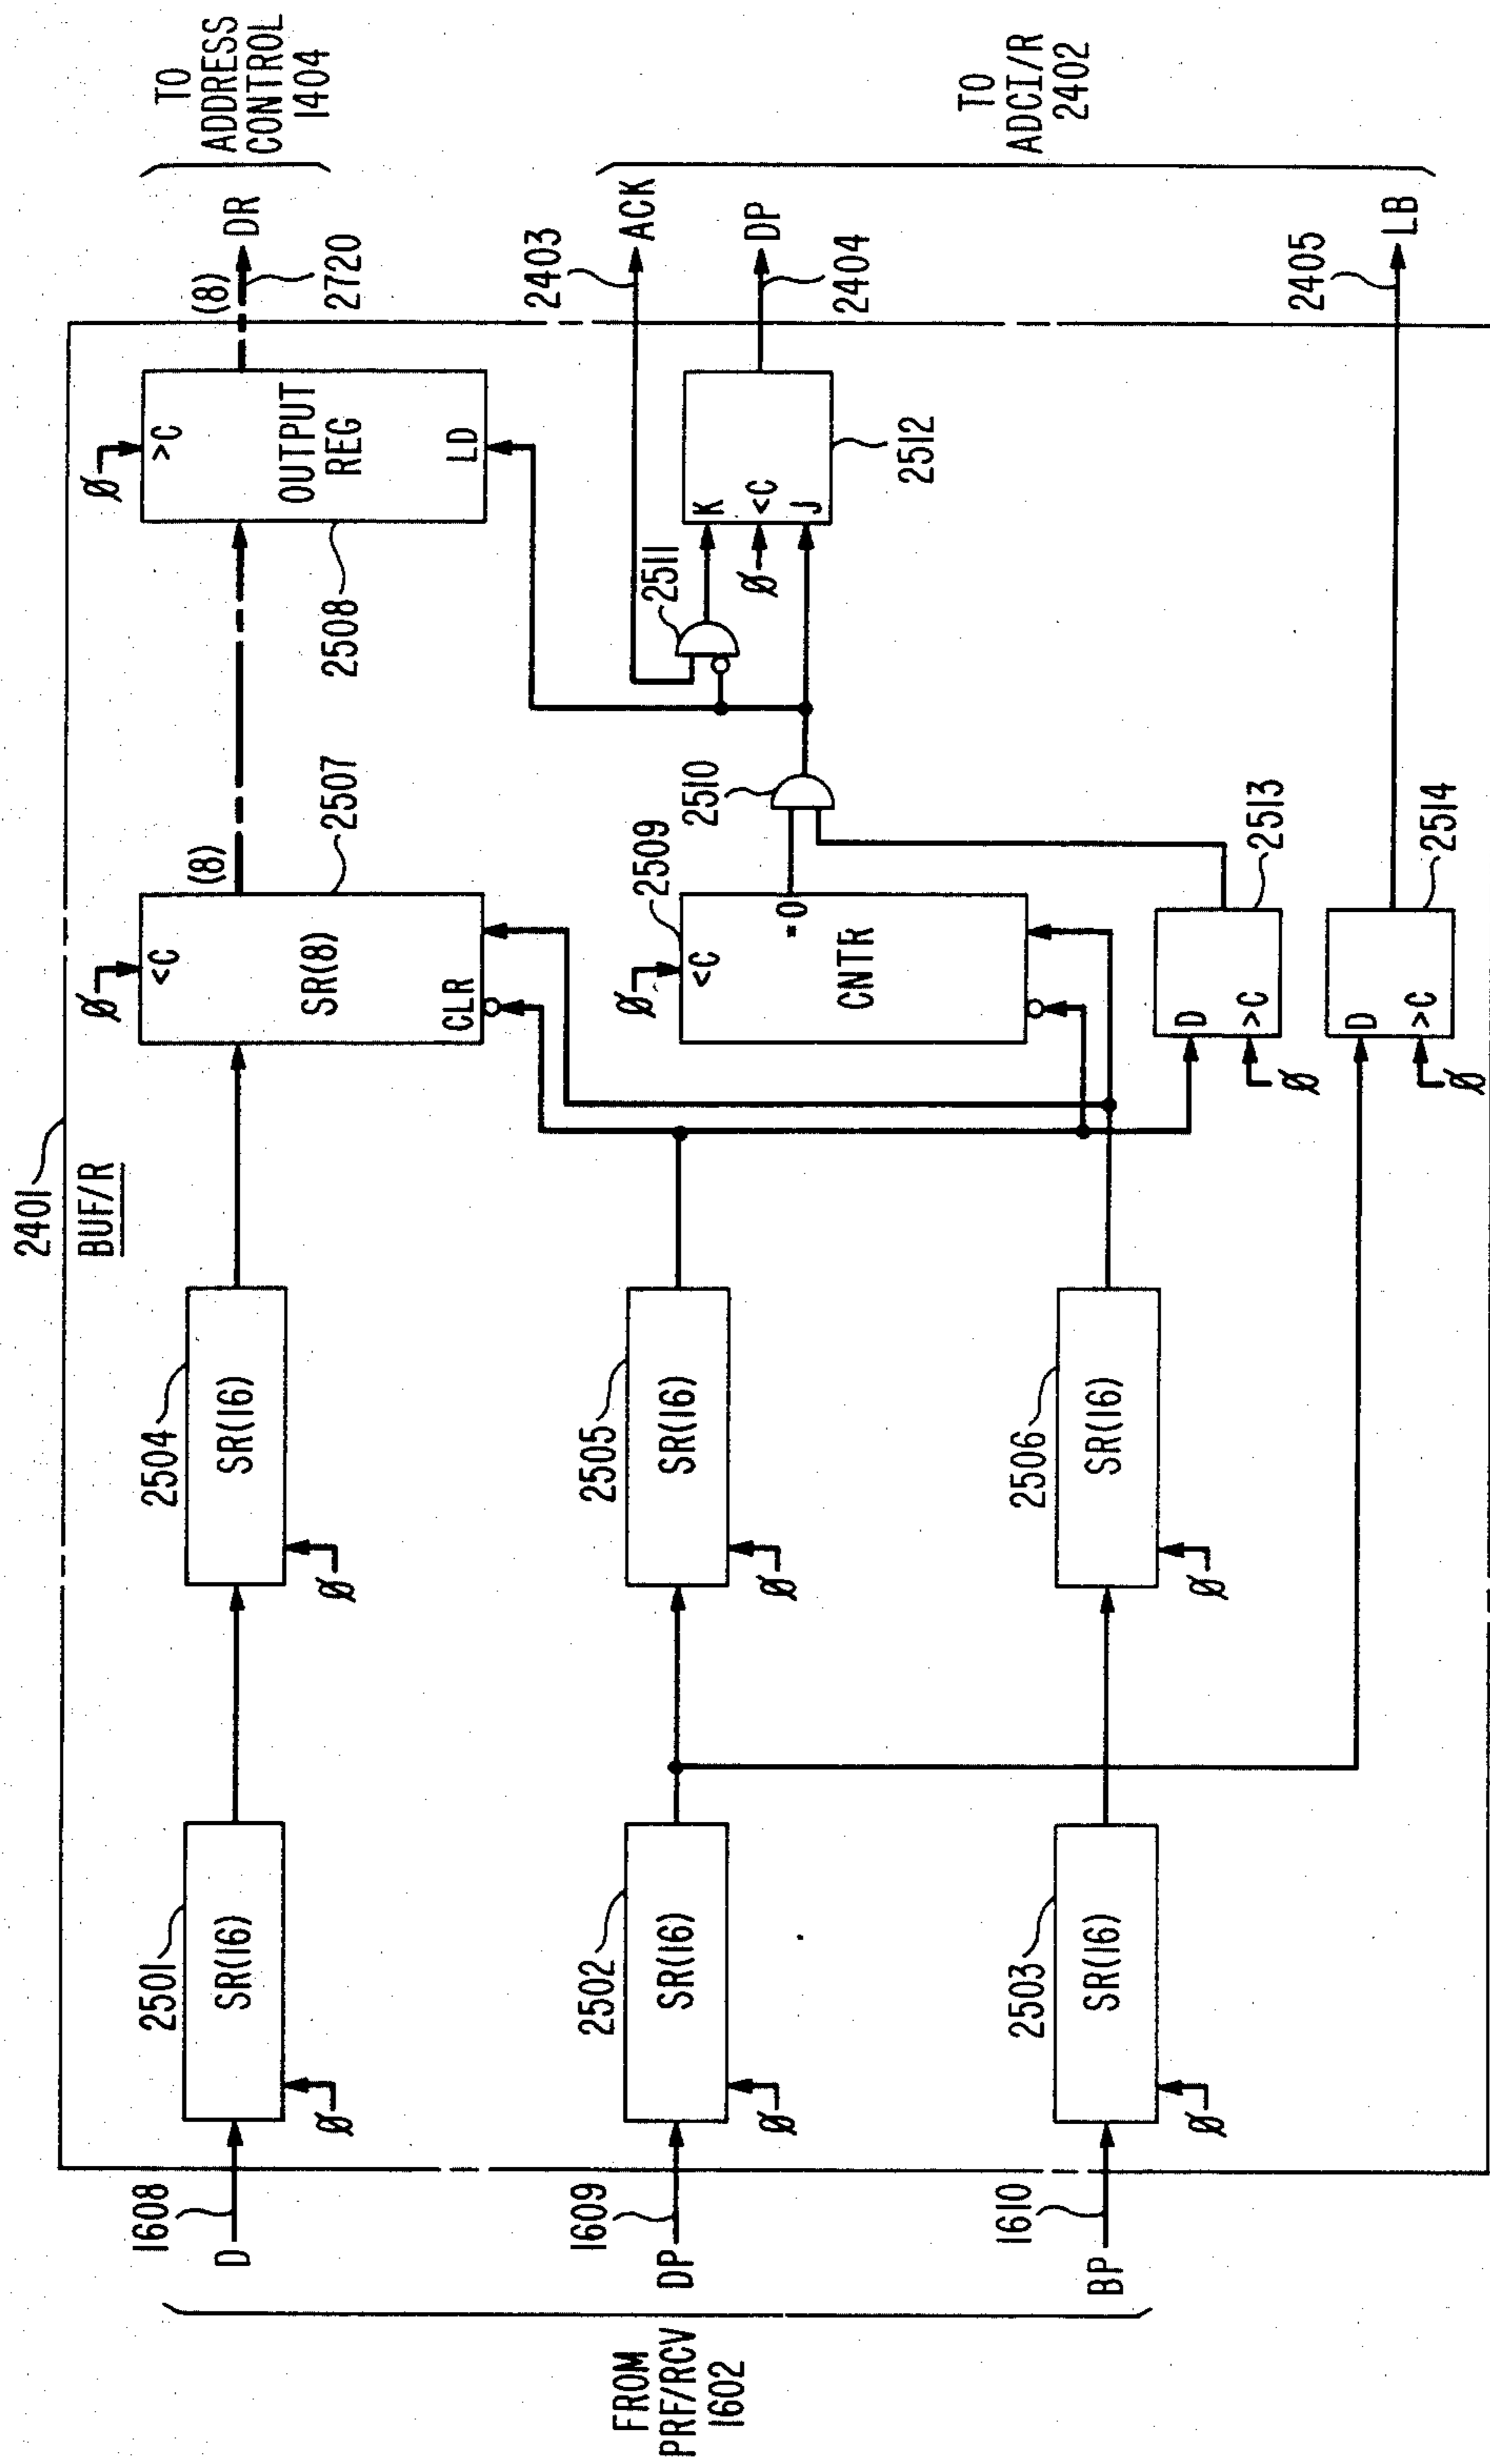 2401
BUF/R
FROM
PRF/RCV
1602
1608
D
2501
SR(16)
Ø
2504
SR(16)
Ø
Ø
<C
SR(8)
CLR
(8)
2507
Ø
>C
OUTPUT
REG
LD
2508
(8)
DR
2720
TO
ADDRESS
CONTROL
1404
1609
DP
2502
SR(16)
Ø
2505
SR(16)
Ø
Ø
<C
2509
=0
CNTR
2510
2511
K
Ø
<C
J
2512
2403
ACK
DP
2404
TO
ADCI/R
2402
1610
BP
2503
SR(16)
Ø
2506
SR(16)
Ø
D
>C
Ø
2513
D
>C
Ø
2514
2405
LB